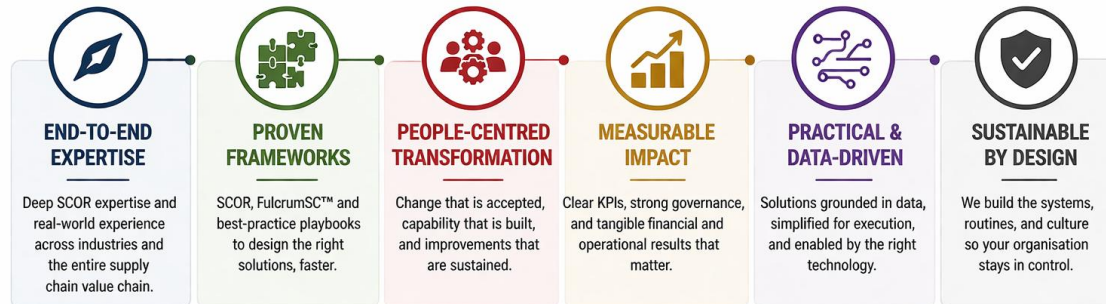 END-TO-END
EXPERTISE
Deep SCOR expertise and
real-world experience
across industries and
the entire supply
chain value chain.
PROVEN
FRAMEWORKS
SCOR, FulcrumSC™ and
best-practice playbooks
to design the right
solutions, faster.
PEOPLE-CENTRED
TRANSFORMATION
Change that is accepted,
capability that is built,
and improvements that
are sustained.
MEASURABLE
IMPACT
Clear KPIs, strong governance,
and tangible financial and
operational results that
matter.
PRACTICAL &
DATA-DRIVEN
Solutions grounded in data,
simplified for execution,
and enabled by the right
technology.
SUSTAINABLE
BY DESIGN
We build the systems,
routines, and culture
so your organisation
stays in control.